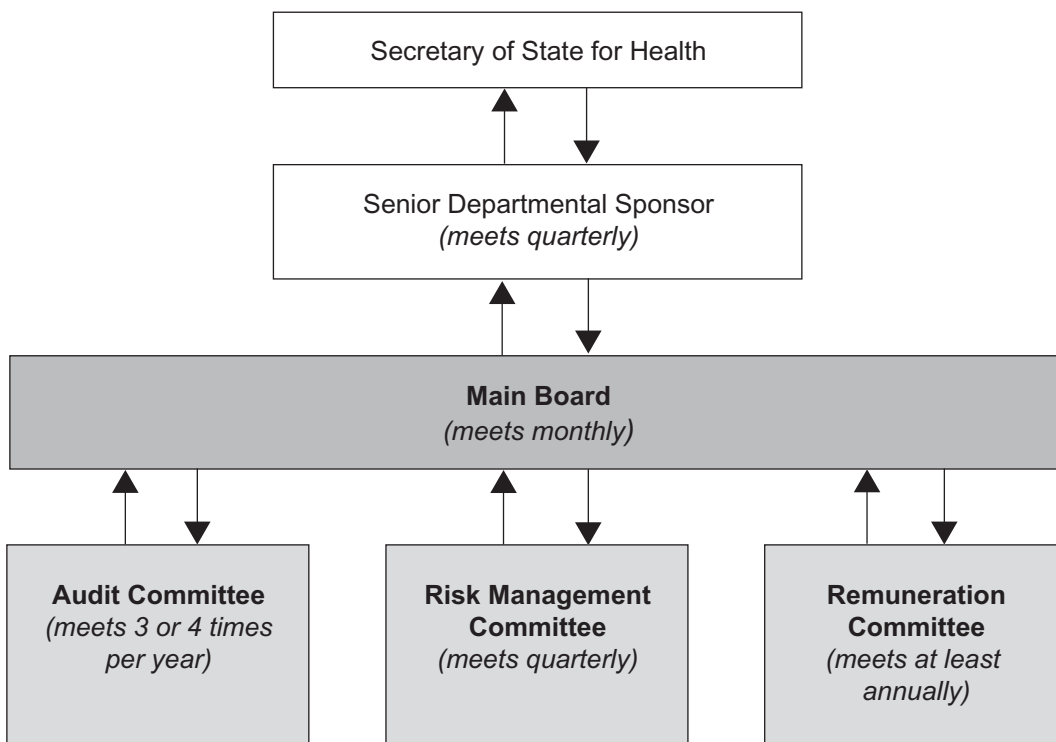 Secretary of State for Health
Senior Departmental Sponsor
(meets quarterly)
Main Board
(meets monthly)
Audit Committee
(meets 3 or 4 times
per year)
Risk Management
Committee
(meets quarterly)
Remuneration
Committee
(meets at least
annually)